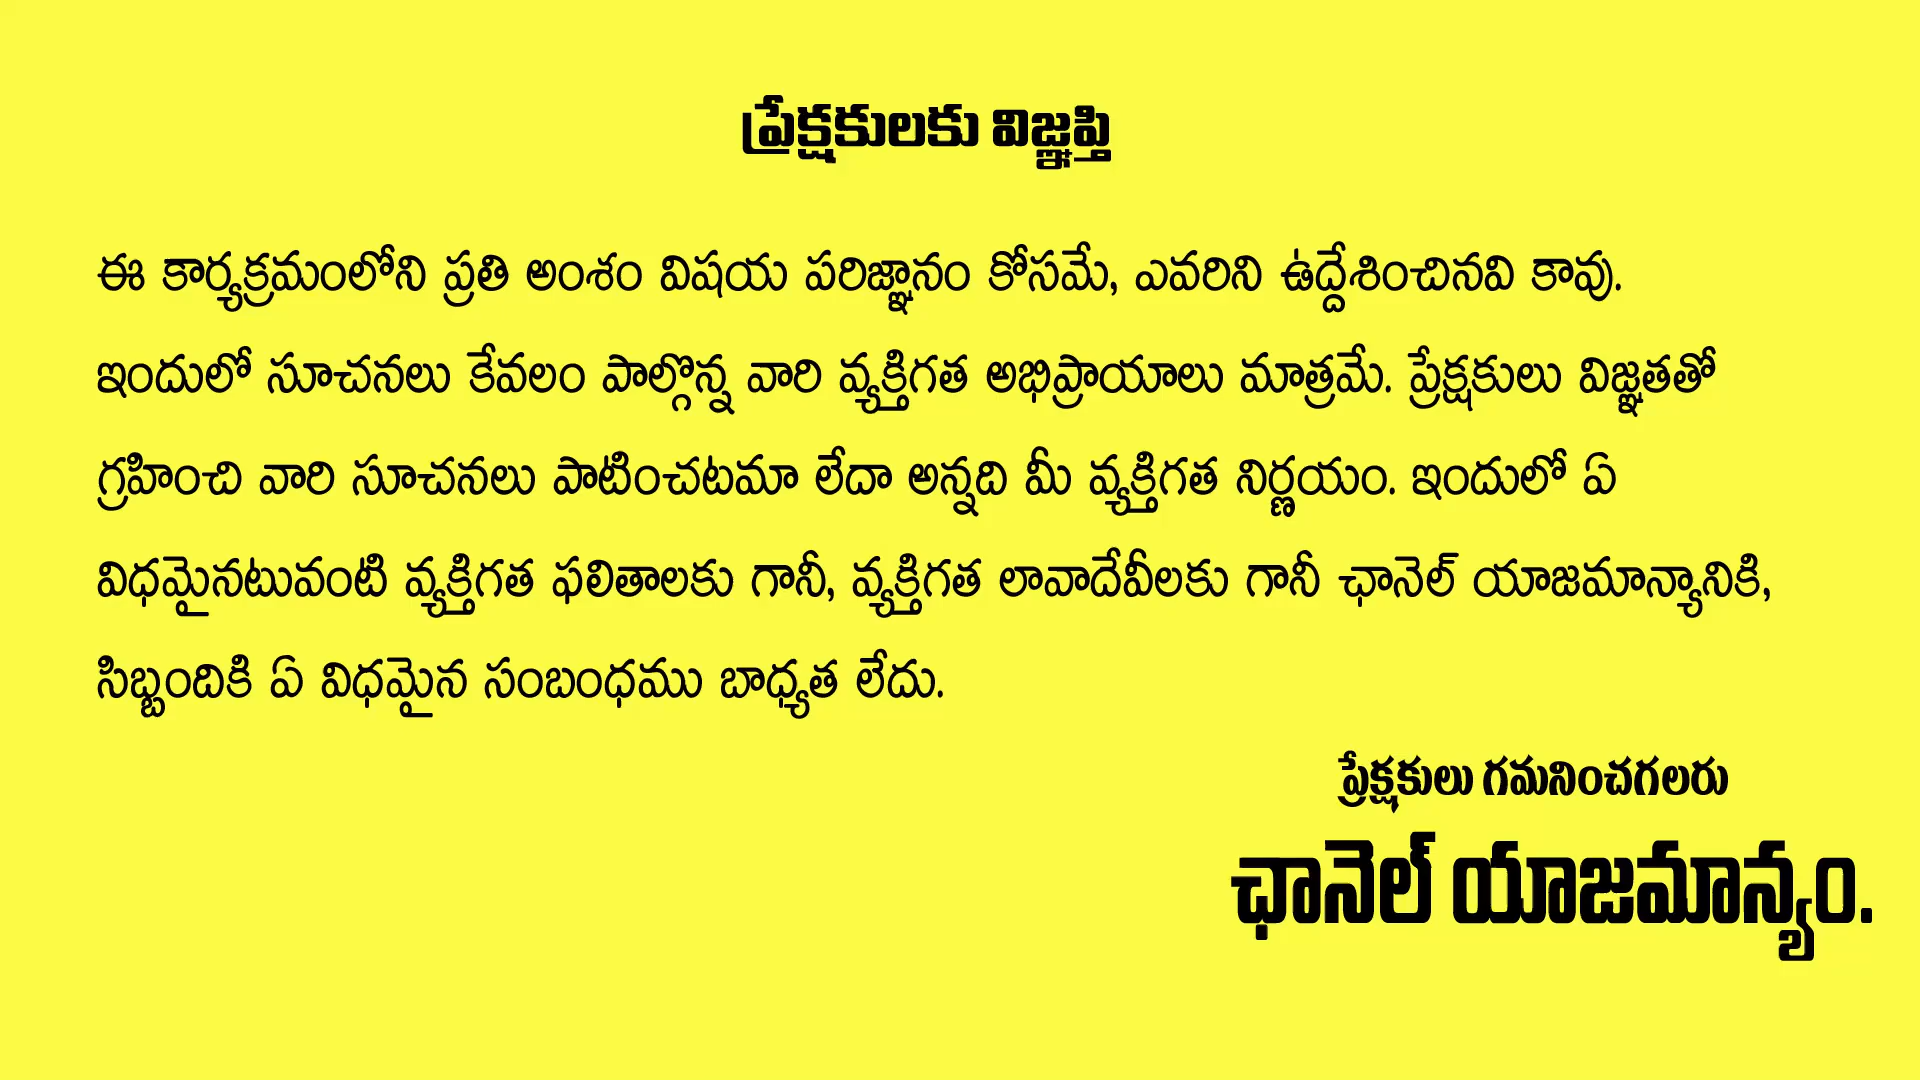 ప్రేక్షకులకు విజ్ఞప్తి
ఈ కార్యక్రమంలోని ప్రతి అంశం విషయ పరిజ్ఞానం కోసమే, ఎవరిని ఉద్దేశించినవి కావు.
ఇందులో సూచనలు కేవలం పాల్గొన్న వారి వ్యక్తిగత అభిప్రాయాలు మాత్రమే. ప్రేక్షకులు విజ్ఞతతో
గ్రహించి వారి సూచనలు పాటించటమా లేదా అన్నది మీ వ్యక్తిగత నిర్ణయం. ఇందులో ఏ
విధమైనటువంటి వ్యక్తిగత ఫలితాలకు గానీ, వ్యక్తిగత లావాదేవీలకు గానీ ఛానెల్ యాజమాన్యానికి,
సిబ్బందికి ఏ విధమైన సంబంధము బాధ్యత లేదు.
ప్రేక్షకులు గమనించగలరు
ఛానెల్ యాజమాన్యం.